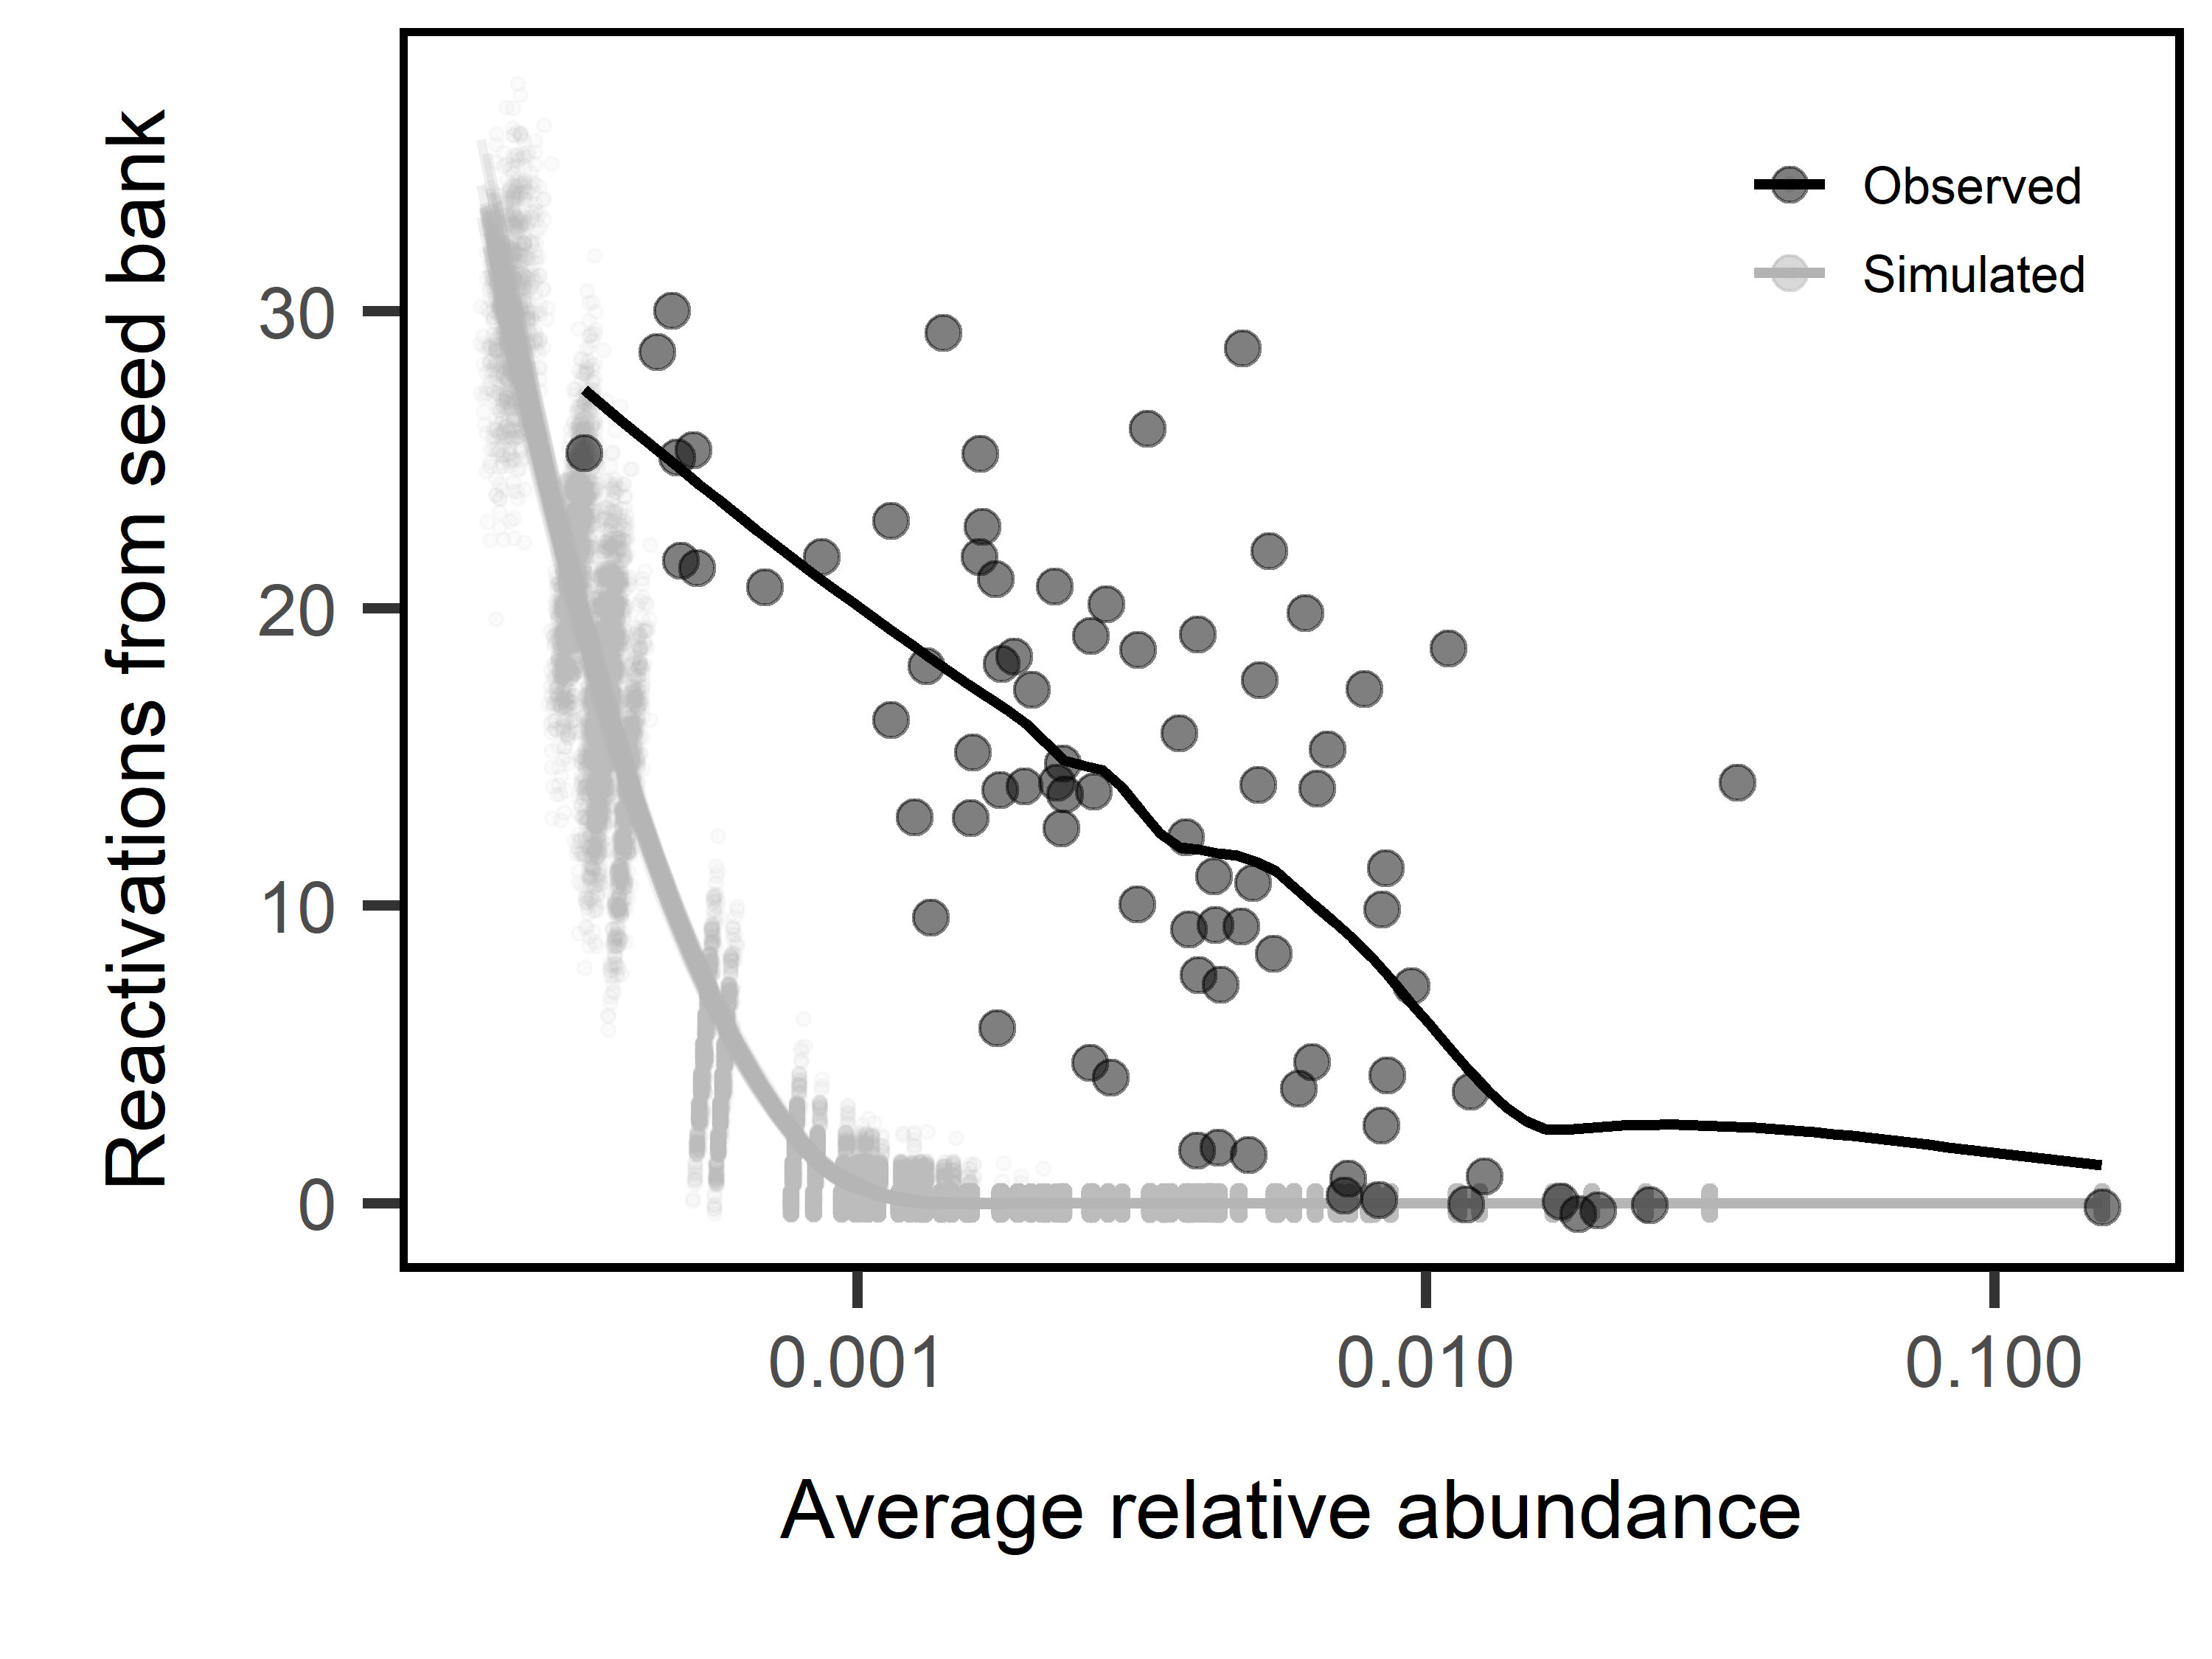 Reactivations from seed bank
30
20
10
0
Observed
Simulated
0.001
0.010
0.100
Average relative abundance